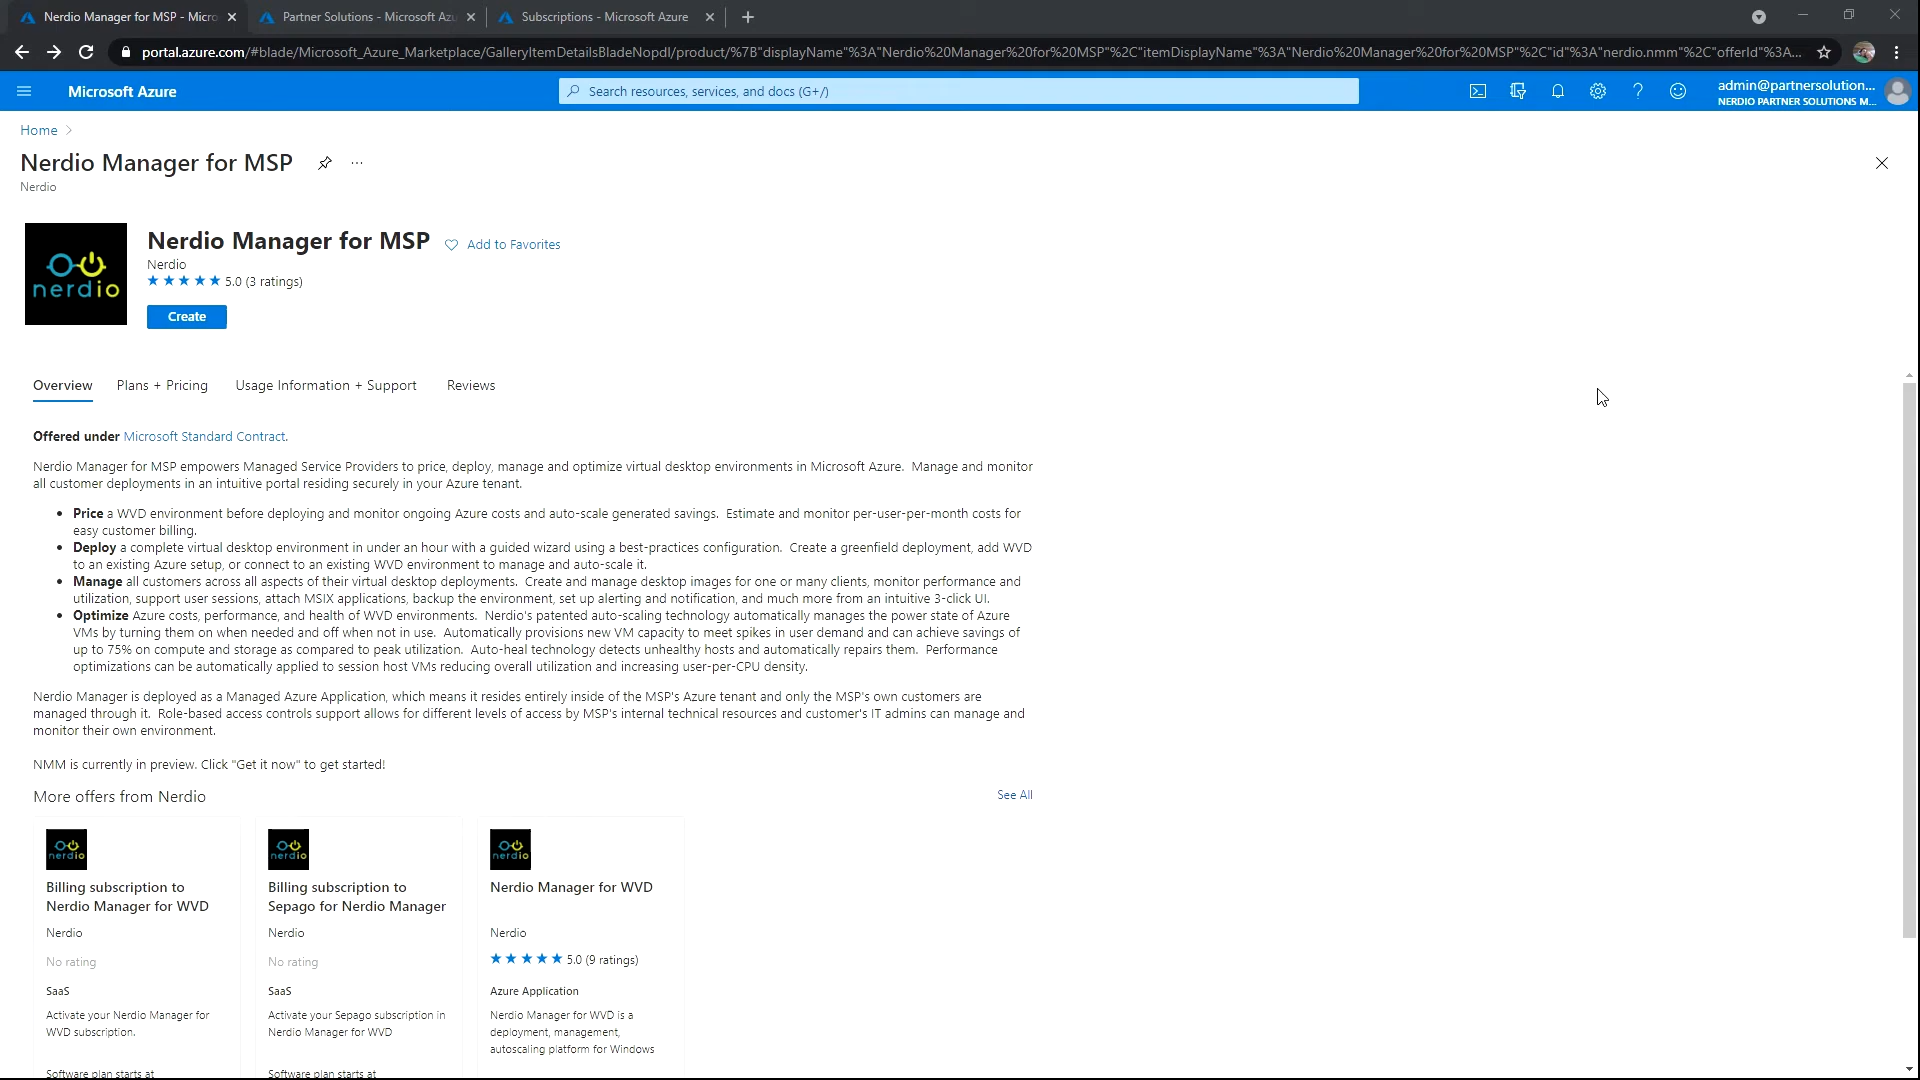 Nerdio Manager for MSP - Micro
Partner Solutions - Microsoft Azu
Subscriptions - Microsoft Azure
portal.azure.com/#blade/Microsoft_Azure_Marketplace/GalleryItemDetailsBladeNopdl/product/%7B"displayName"%3A"Nerdio%20Manager%20for%20MSP"%2C"itemDisplayName"%3A"Nerdio%20Manager%20for%20MSP"%2C"id"%3A"nerdio.nmm"%2C"offerId"%3A...
Microsoft Azure
Search resources, services, and docs (G+/)
admin@partnersolution...
NERDIO PARTNER SOLUTIONS M...
Home
Nerdio Manager for MSP
Nerdio
nerdio
Nerdio Manager for MSP
Add to Favorites
Nerdio
5.0 (3 ratings)
Create
Overview
Plans + Pricing
Usage Information + Support
Reviews
Offered under Microsoft Standard Contract.
Nerdio Manager for MSP empowers Managed Service Providers to price, deploy, manage and optimize virtual desktop environments in Microsoft Azure. Manage and monitor
all customer deployments in an intuitive portal residing securely in your Azure tenant.
• Price a WVD environment before deploying and monitor ongoing Azure costs and auto-scale generated savings. Estimate and monitor per-user-per-month costs for
easy customer billing.
• Deploy a complete virtual desktop environment in under an hour with a guided wizard using a best-practices configuration. Create a greenfield deployment, add WVD
to an existing Azure setup, or connect to an existing WVD environment to manage and auto-scale it.
• Manage all customers across all aspects of their virtual desktop deployments. Create and manage desktop images for one or many clients, monitor performance and
utilization, support user sessions, attach MSIX applications, backup the environment, set up alerting and notification, and much more from an intuitive 3-click UI.
• Optimize Azure costs, performance, and health of WVD environments. Nerdio's patented auto-scaling technology automatically manages the power state of Azure
VMs by turning them on when needed and off when not in use. Automatically provisions new VM capacity to meet spikes in user demand and can achieve savings of
up to 75% on compute and storage as compared to peak utilization. Auto-heal technology detects unhealthy hosts and automatically repairs them. Performance
optimizations can be automatically applied to session host VMs reducing overall utilization and increasing user-per-CPU density.
Nerdio Manager is deployed as a Managed Azure Application, which means it resides entirely inside of the MSP's Azure tenant and only the MSP's own customers are
managed through it. Role-based access controls support allows for different levels of access by MSP's internal technical resources and customer's IT admins can manage and
monitor their own environment.
NMM is currently in preview. Click "Get it now" to get started!
More offers from Nerdio
See All
nerdio
Billing subscription to
Nerdio Manager for WVD
Nerdio
No rating
SaaS
Activate your Nerdio Manager for
WVD subscription.
Software plan starts at
nerdio
Billing subscription to
Sepago for Nerdio Manager
Nerdio
No rating
SaaS
Activate your Sepago subscription in
Nerdio Manager for WVD
Software plan starts at
nerdio
Nerdio Manager for WVD
Nerdio
5.0 (9 ratings)
Azure Application
Nerdio Manager for WVD is a
deployment, management,
autoscaling platform for Windows